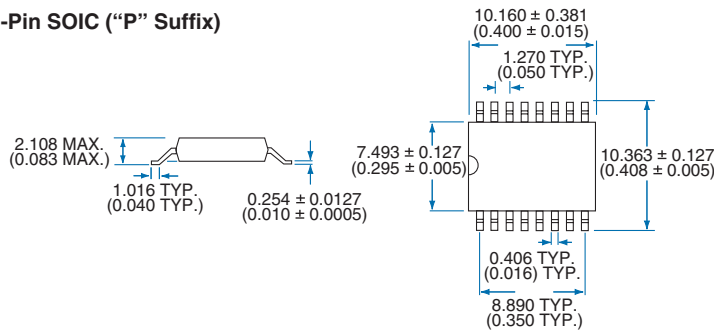 -Pin SOIC (“P” Suffix)
10.160 ± 0.381
(0.400 ± 0.015)
1.270 TYP.
(0.050 TYP.)
2.108 MAX.
(0.083 MAX.)
1.016 TYP.
(0.040 TYP.)
0.254 ± 0.0127
(0.010 ± 0.0005)
7.493 ± 0.127
(0.295 ± 0.005)
10.363 ± 0.127
(0.408 ± 0.005)
0.406 TYP.
(0.016) TYP.
8.890 TYP.
(0.350 TYP.)